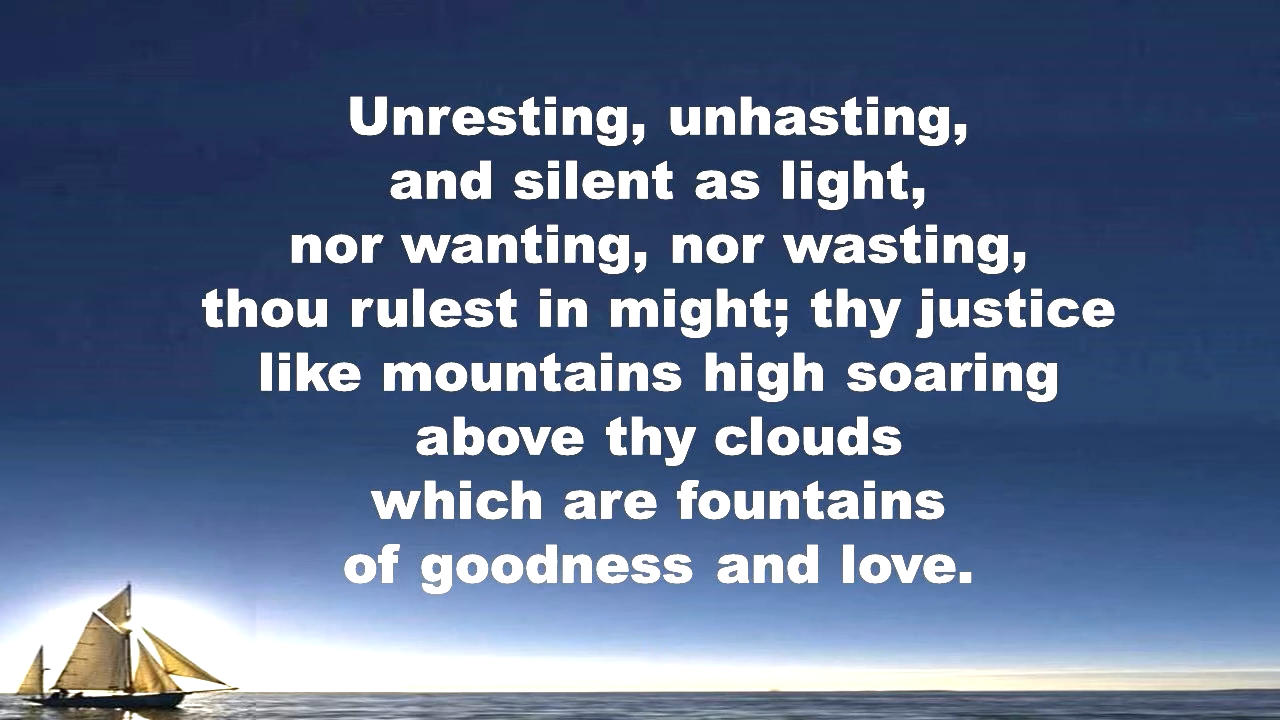 Unresting, unhasting,
and silent as light,
nor wanting, nor wasting,
thou rulest in might; thy justice
like mountains high soaring
above thy clouds
which are fountains
of goodness and love.